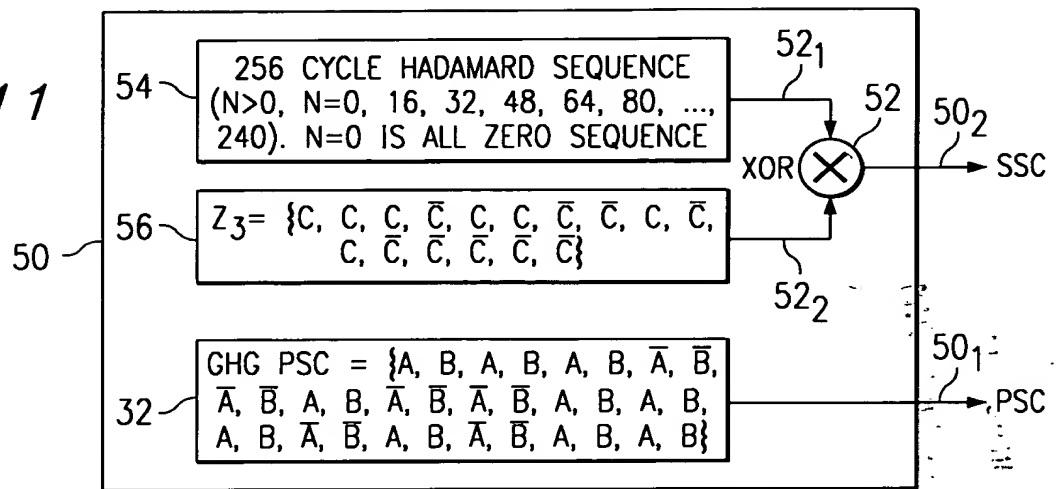 11
54
256 CYCLE HADAMARD SEQUENCE
(N>0, N=0, 16, 32, 48, 64, 80, ...,
240). N=0 IS ALL ZERO SEQUENCE
52₁
52
XOR
50₂
SSC
50
56
Z₃= {C, C, C, C̅, C, C, C̅, C̅, C, C̅,
C, C̅, C̅, C̅, C̅, C̅}
52₂
32
GHG PSC = {A, B, A, B, A, B, A̅, B̅,
A̅, B̅, A, B, A̅, B̅, A̅, B̅, A, B, A, B,
A, B, A̅, B̅, A, B, A̅, B̅, A, B, A, B}
50₁
PSC